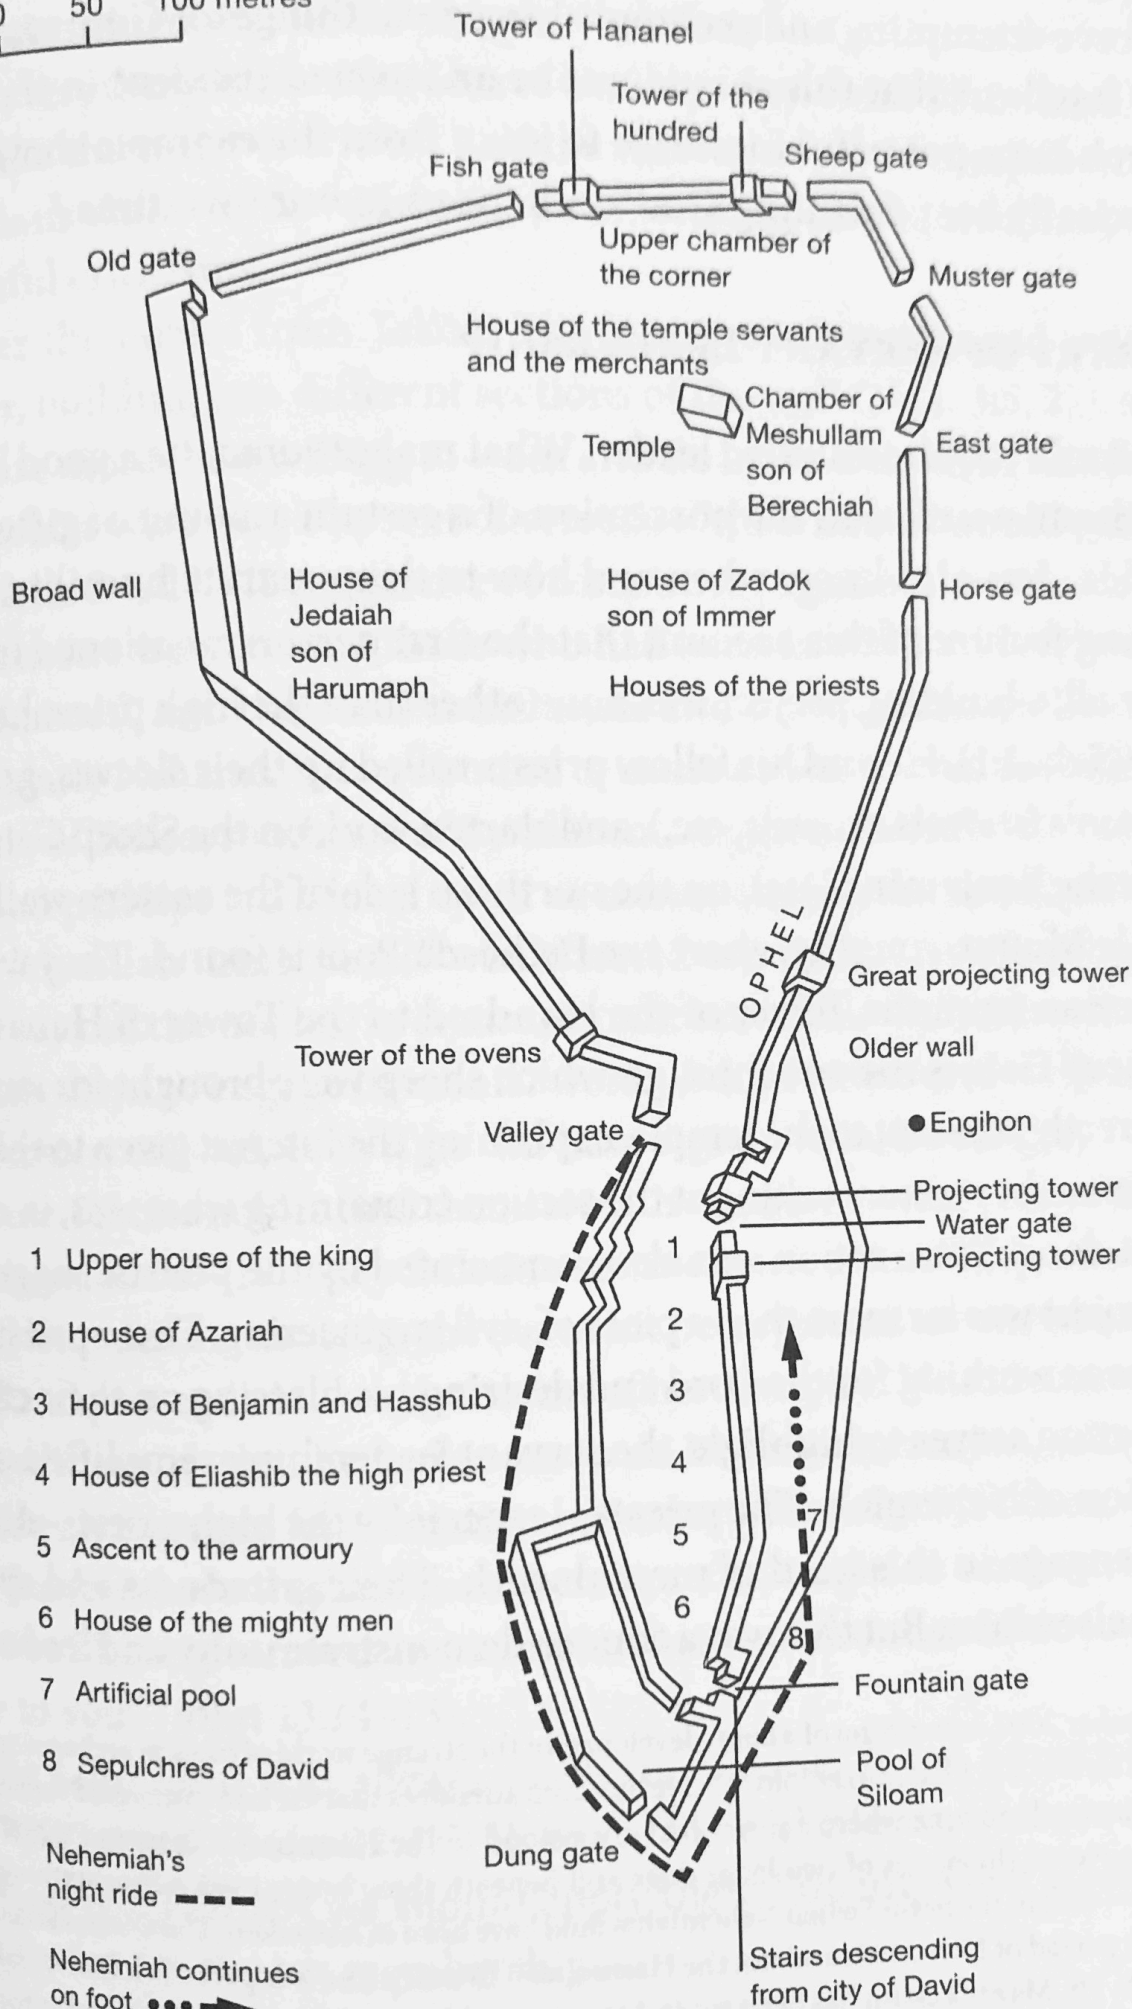 50 100 metres
Tower of Hananel
Tower of the
hundred
Fish gate
Sheep gate
Upper chamber of
the corner
Old gate
Muster gate
House of the temple servants
and the merchants
Chamber of
Meshullam
son of
Berechiah
Temple
East gate
Broad wall
House of
Jedaiah
son of
Harumaph
House of Zadok
son of Immer
Horse gate
Houses of the priests
OPHEL
Great projecting tower
Tower of the ovens
Older wall
Valley gate
Engihon
Projecting tower
Water gate
Projecting tower
1
2
3
4
5
6
7
8
1 Upper house of the king
2 House of Azariah
3 House of Benjamin and Hasshub
4 House of Eliashib the high priest
5 Ascent to the armoury
6 House of the mighty men
7 Artificial pool
8 Sepulchres of David
Fountain gate
Pool of
Siloam
Dung gate
Nehemiah's
night ride
Nehemiah continues
on foot
Stairs descending
from city of David